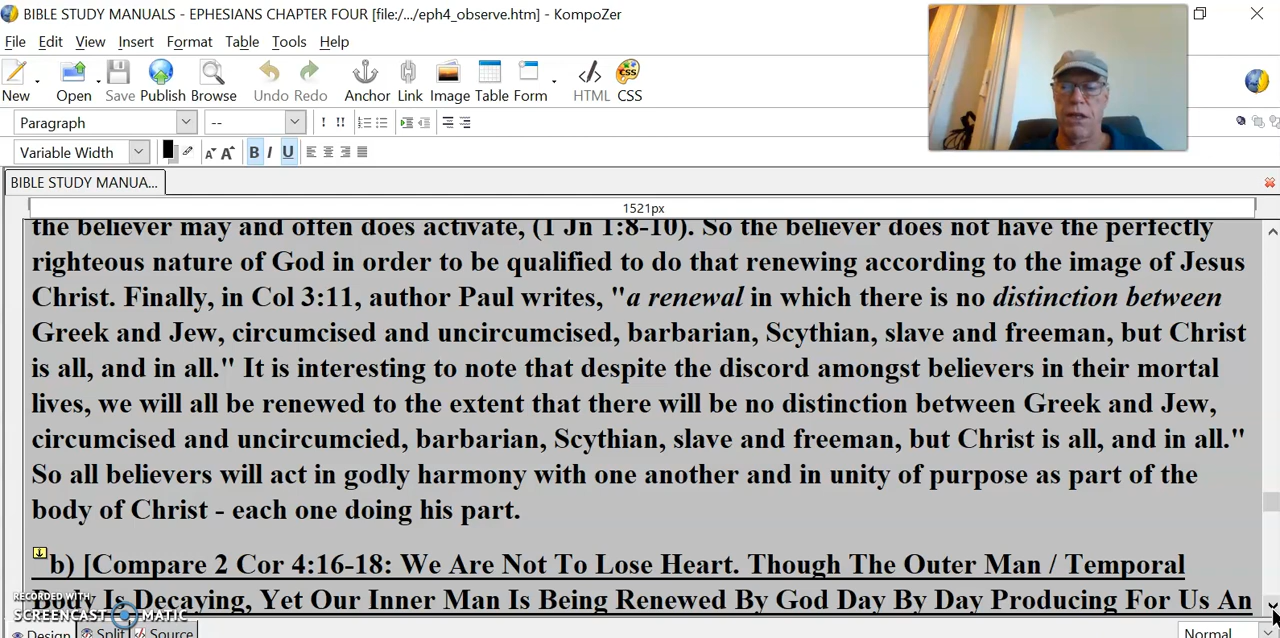 BIBLE STUDY MANUALS - EPHESIANS CHAPTER FOUR [file:/.../eph4_observe.htm] - KompoZer
File Edit View Insert Format Table Tools Help
New Open Save Publish Browse Undo Redo Anchor Link Image Table Form HTML CSS
Paragraph --
Variable Width B I U
BIBLE STUDY MANUA...
1521px
the believer may and often does activate, (1 Jn 1:8-10). So the believer does not have the perfectly
righteous nature of God in order to be qualified to do that renewing according to the image of Jesus
Christ. Finally, in Col 3:11, author Paul writes, "a renewal in which there is no distinction between
Greek and Jew, circumcised and uncircumcised, barbarian, Scythian, slave and freeman, but Christ
is all, and in all." It is interesting to note that despite the discord amongst believers in their mortal
lives, we will all be renewed to the extent that there will be no distinction between Greek and Jew,
circumcised and uncircumcied, barbarian, Scythian, slave and freeman, but Christ is all, and in all."
So all believers will act in godly harmony with one another and in unity of purpose as part of the
body of Christ - each one doing his part.
b) [Compare 2 Cor 4:16-18: We Are Not To Lose Heart. Though The Outer Man / Temporal
Body Is Decaying, Yet Our Inner Man Is Being Renewed By God Day By Day Producing For Us An
RECORDED WITH
SCREENCAST MATIC
Design Split Source
Normal